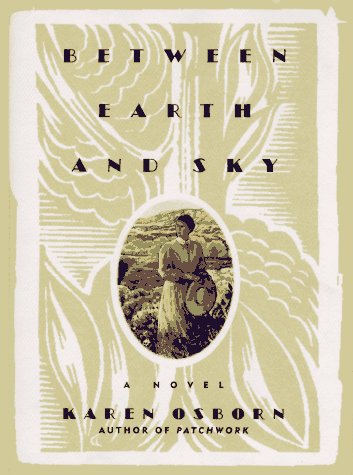 BETWEEN
EARTH
AND SKY
A NOVEL
KAREN OSBORN
AUTHOR OF PATCHWORK